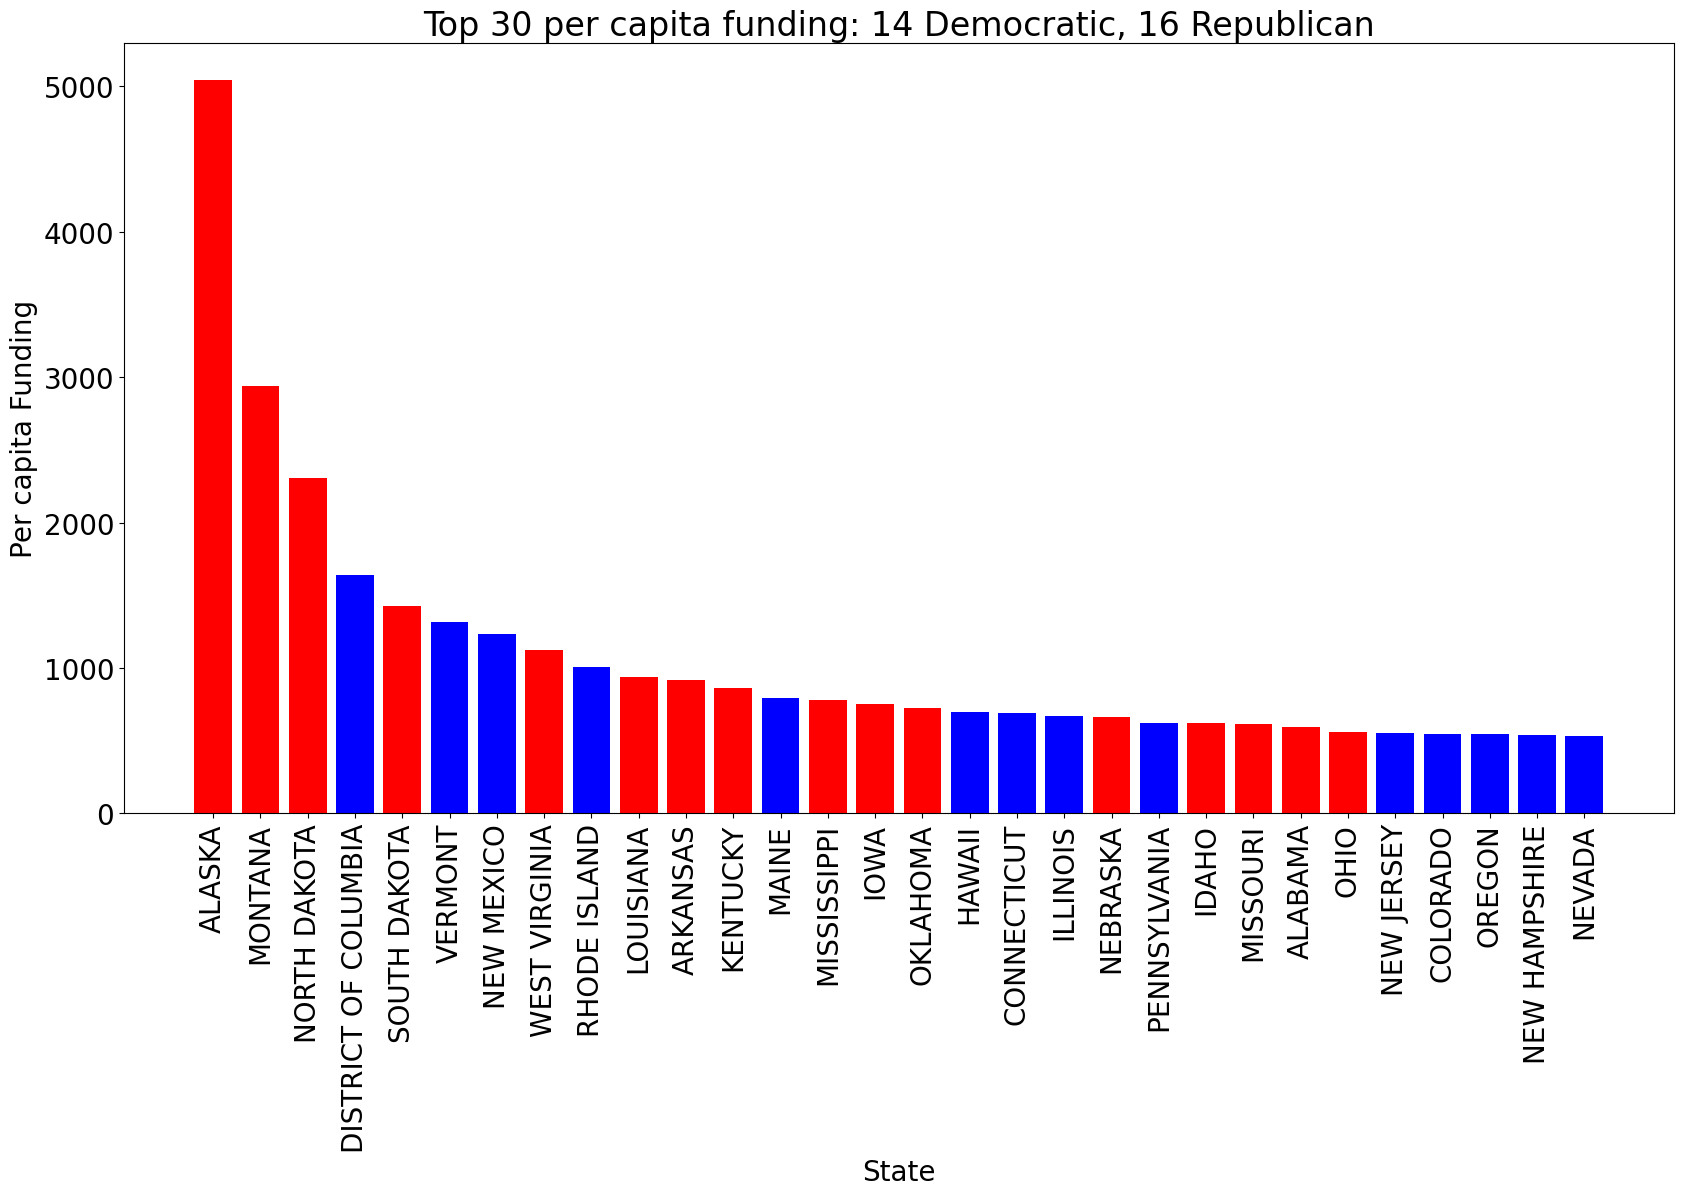 Top 30 per capita funding: 14 Democratic, 16 Republican
Per capita Funding
5000
4000
3000
2000
1000
0
ALASKA
MONTANA
NORTH DAKOTA
DISTRICT OF COLUMBIA
SOUTH DAKOTA
VERMONT
NEW MEXICO
WEST VIRGINIA
RHODE ISLAND
LOUISIANA
ARKANSAS
KENTUCKY
MAINE
MISSISSIPPI
IOWA
OKLAHOMA
HAWAII
CONNECTICUT
ILLINOIS
NEBRASKA
PENNSYLVANIA
IDAHO
MISSOURI
ALABAMA
OHIO
NEW JERSEY
COLORADO
OREGON
NEW HAMPSHIRE
NEVADA
State